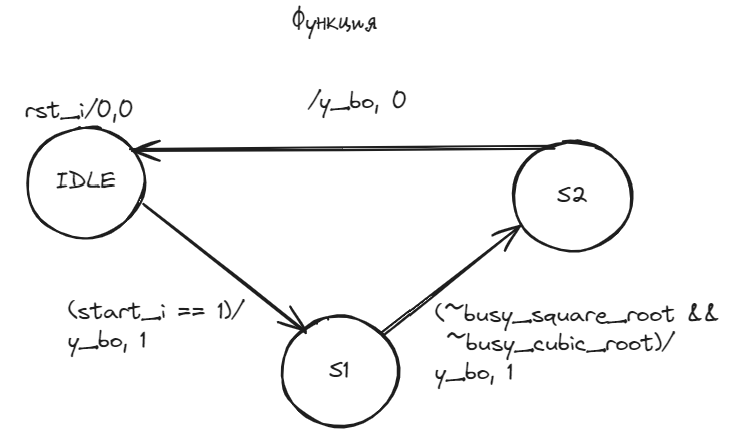 Функция
rst_i/0,0
/y_bo, 0
IDLE
S2
(start_i == 1)/
y_bo, 1
(~busy_square_root &&
~busy_cubic_root)/
y_bo, 1
S1